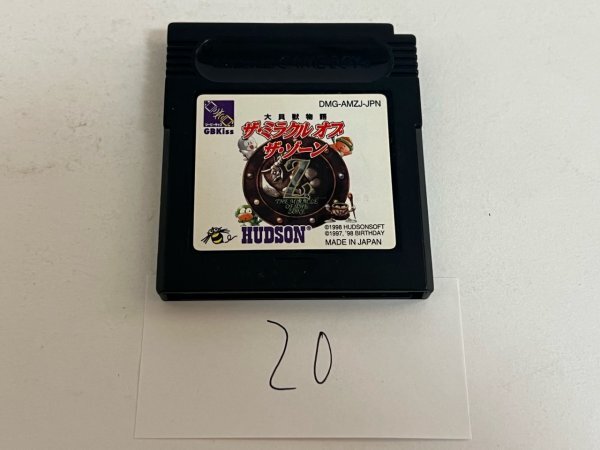 DMG-AMZJ-JPN
GBKiss
大貝獣物語
ザ・ミラクル オブ
ザ・ゾーン
Z
THE MIRACLE
OF THE
ZONE
HUDSON
©1998 HUDSONSOFT
©1997, '98 BIRTHDAY
MADE IN JAPAN
20